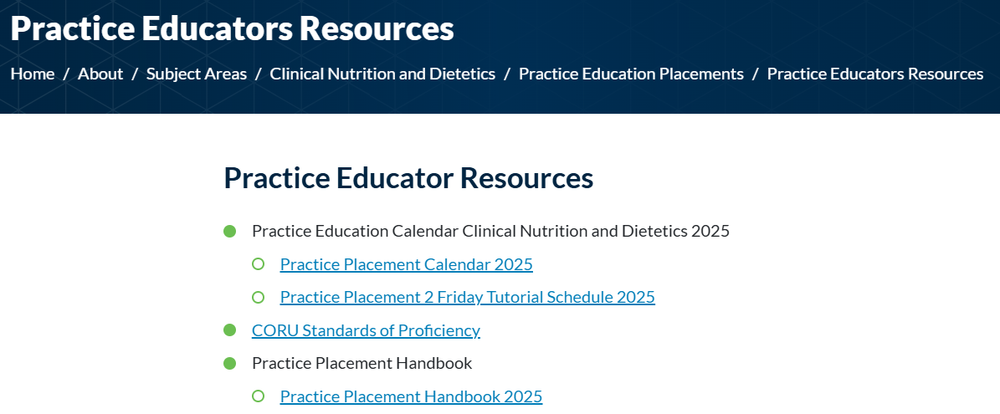 Practice Educators Resources
Home / About / Subject Areas / Clinical Nutrition and Dietetics / Practice Education Placements / Practice Educators Resources
Practice Educator Resources
Practice Education Calendar Clinical Nutrition and Dietetics 2025
Practice Placement Calendar 2025
Practice Placement 2 Friday Tutorial Schedule 2025
CORU Standards of Proficiency
Practice Placement Handbook
Practice Placement Handbook 2025